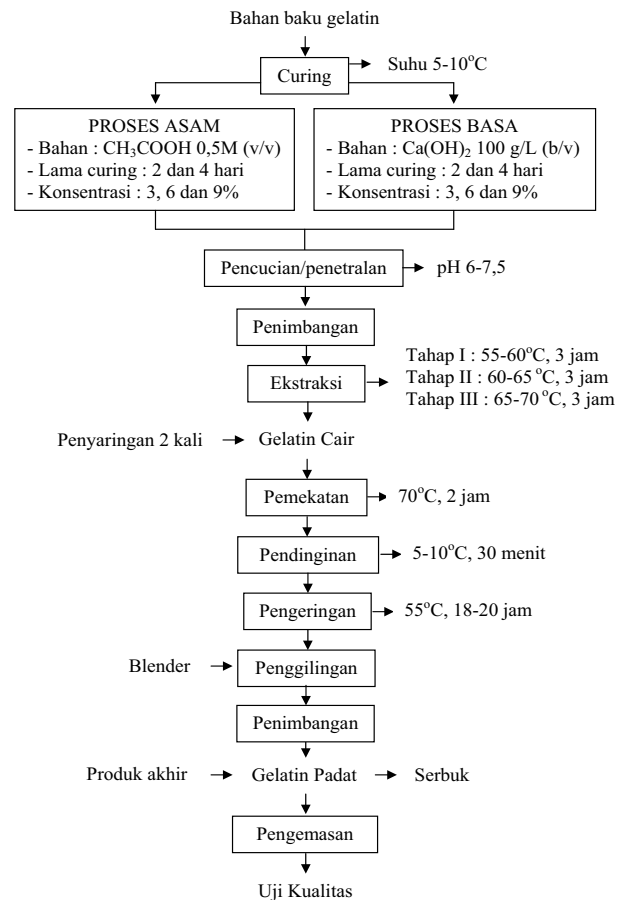 Bahan baku gelatin
Curing
Suhu 5-10°C
PROSES ASAM
- Bahan : CH₃COOH 0,5M (v/v)
- Lama curing : 2 dan 4 hari
- Konsentrasi : 3, 6 dan 9%
PROSES BASA
- Bahan : Ca(OH)₂ 100 g/L (b/v)
- Lama curing : 2 dan 4 hari
- Konsentrasi : 3, 6 dan 9%
Pencucian/penetralan
pH 6-7,5
Penimbangan
Ekstraksi
Tahap I : 55-60°C, 3 jam
Tahap II : 60-65 °C, 3 jam
Tahap III : 65-70 °C, 3 jam
Penyaringan 2 kali
Gelatin Cair
Pemekatan
70°C, 2 jam
Pendinginan
5-10°C, 30 menit
Pengeringan
55°C, 18-20 jam
Blender
Penggilingan
Penimbangan
Produk akhir
Gelatin Padat
Serbuk
Pengemasan
Uji Kualitas